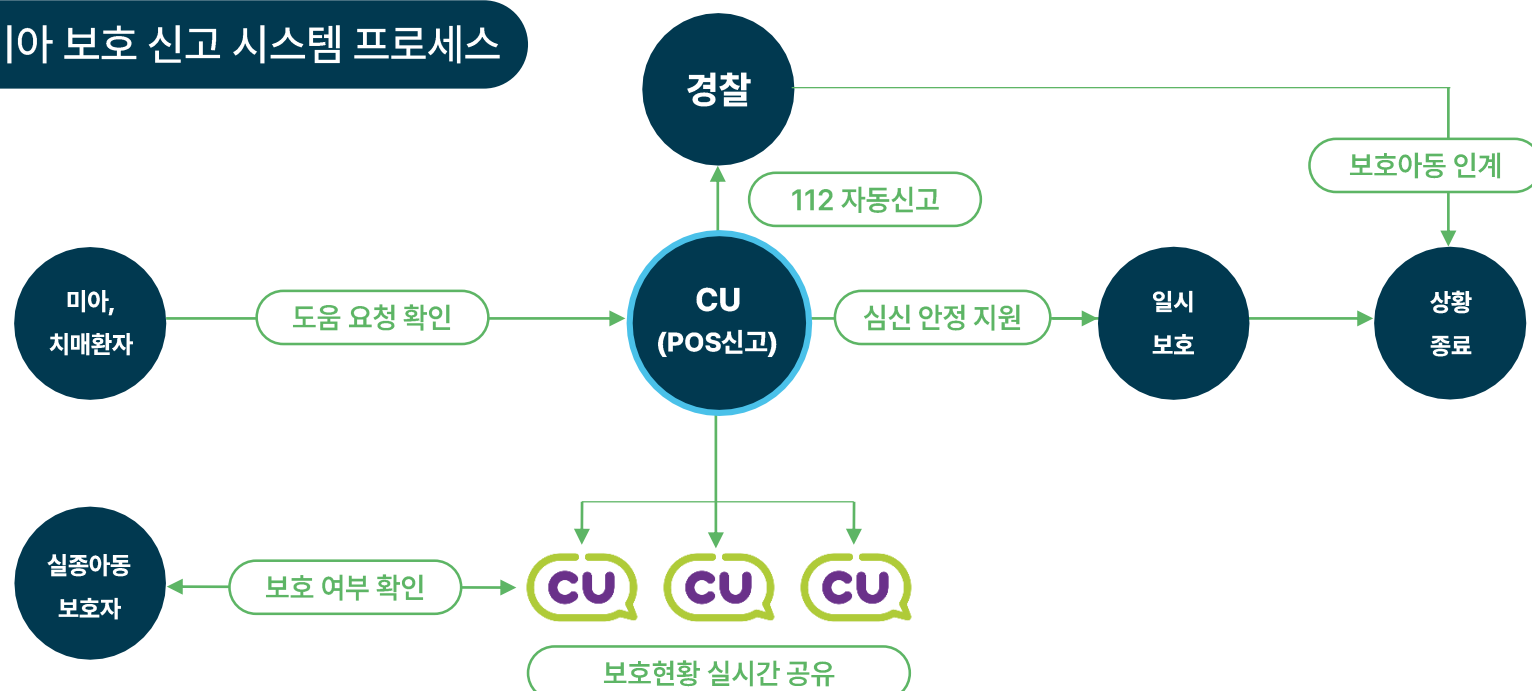 미아 보호 신고 시스템 프로세스
경찰
보호아동 인계
112 자동신고
미아,
치매환자
도움 요청 확인
CU
(POS신고)
심신 안정 지원
일시
보호
상황
종료
실종아동
보호자
보호 여부 확인
CU
CU
CU
보호현황 실시간 공유